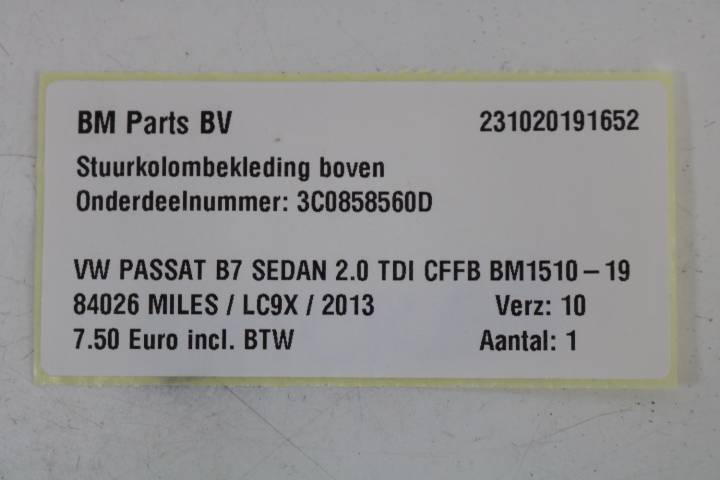 BM Parts BV 231020191652
Stuurkolombekleding boven
Onderdeelnummer: 3C0858560D
VW PASSAT B7 SEDAN 2.0 TDI CFFB BM1510-19
84026 MILES / LC9X / 2013 Verz: 10
7.50 Euro incl. BTW Aantal: 1